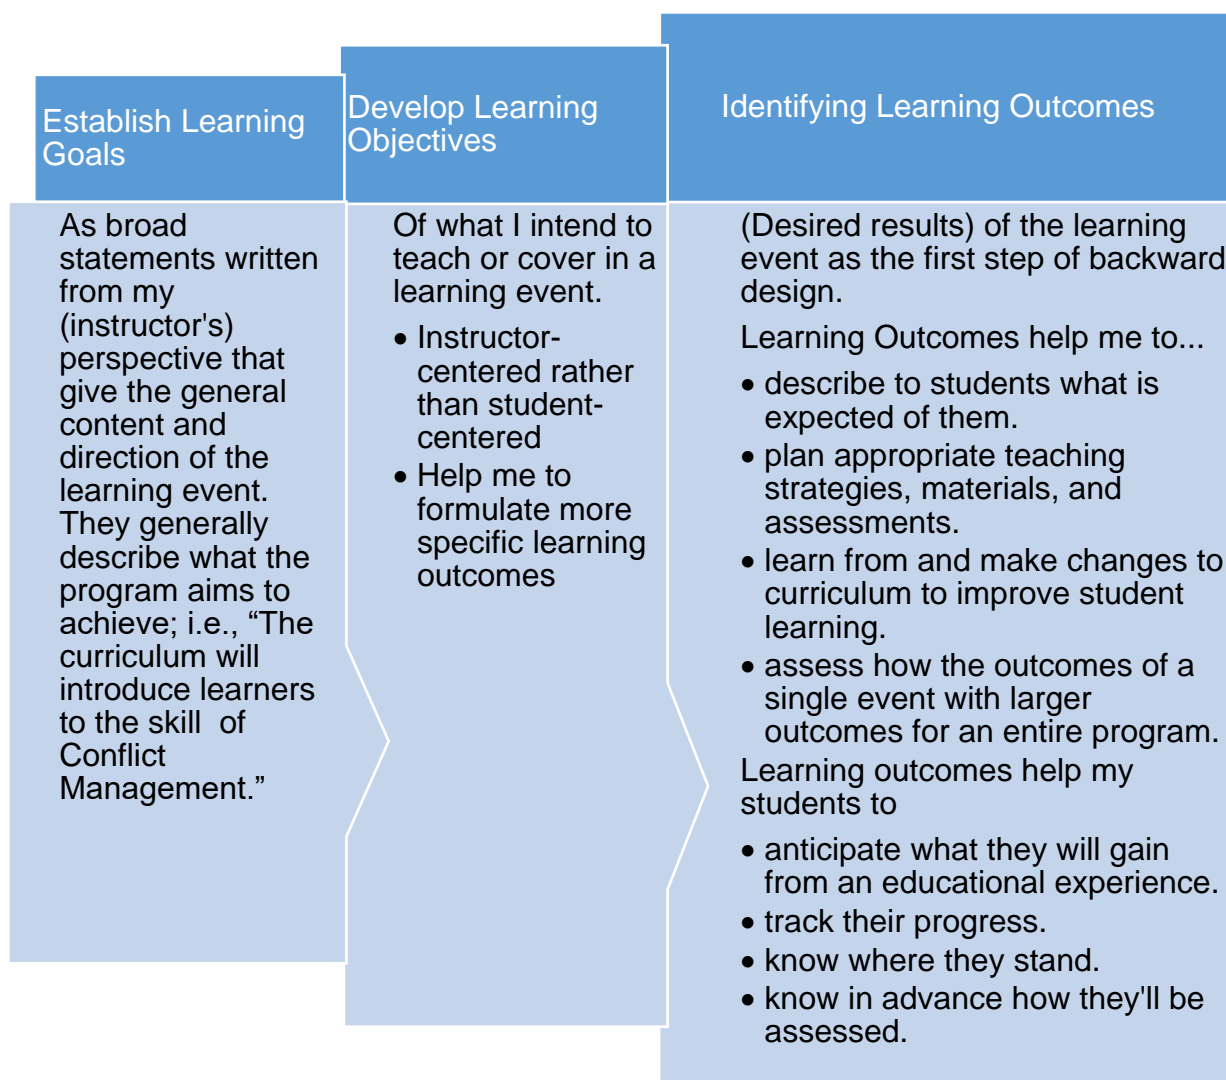 Establish Learning
Goals
As broad
statements written
from my
(instructor's)
perspective that
give the general
content and
direction of the
learning event.
They generally
describe what the
program aims to
achieve; i.e., “The
curriculum will
introduce learners
to the skill  of
Conflict
Management.”
Develop Learning
Objectives
Of what I intend to
teach or cover in a
learning event.
• Instructor-
centered rather
than student-
centered
• Help me to
formulate more
specific learning
outcomes
Identifying Learning Outcomes
(Desired results) of the learning
event as the first step of backward
design.
Learning Outcomes help me to...
• describe to students what is
expected of them.
• plan appropriate teaching
strategies, materials, and
assessments.
• learn from and make changes to
curriculum to improve student
learning.
• assess how the outcomes of a
single event with larger
outcomes for an entire program.
Learning outcomes help my
students to
• anticipate what they will gain
from an educational experience.
• track their progress.
• know where they stand.
• know in advance how they'll be
assessed.